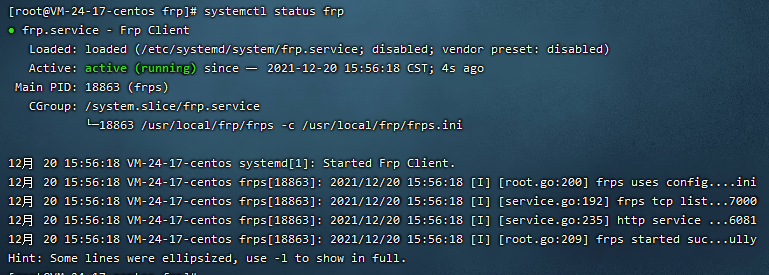 [root@VM-24-17-centos frp]# systemctl status frp
● frp.service - Frp Client
Loaded: loaded (/etc/systemd/system/frp.service; disabled; vendor preset: disabled)
Active: active (running) since 一 2021-12-20 15:56:18 CST; 4s ago
Main PID: 18863 (frps)
CGroup: /system.slice/frp.service
└─18863 /usr/local/frp/frps -c /usr/local/frp/frps.ini
12月 20 15:56:18 VM-24-17-centos systemd[1]: Started Frp Client.
12月 20 15:56:18 VM-24-17-centos frps[18863]: 2021/12/20 15:56:18 [I] [root.go:200] frps uses config....ini
12月 20 15:56:18 VM-24-17-centos frps[18863]: 2021/12/20 15:56:18 [I] [service.go:192] frps tcp list...7000
12月 20 15:56:18 VM-24-17-centos frps[18863]: 2021/12/20 15:56:18 [I] [service.go:235] http service ...6081
12月 20 15:56:18 VM-24-17-centos frps[18863]: 2021/12/20 15:56:18 [I] [root.go:209] frps started suc...ully
Hint: Some lines were ellipsized, use -l to show in full.